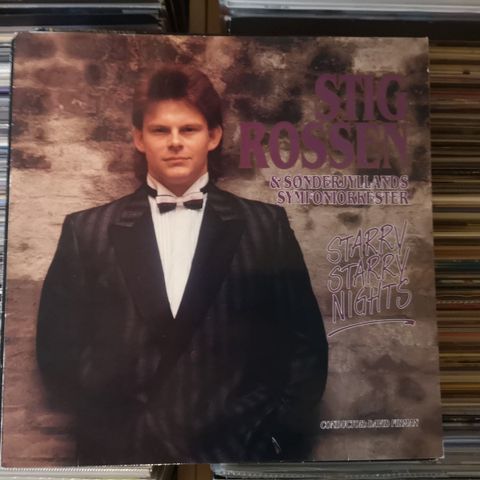 STIG
ROSSEN
& SØNDERJYLLANDS
SYMFONIORKESTER
STARRY
STARRY
NIGHTS
CONDUCTOR: DAVID FIRMAN